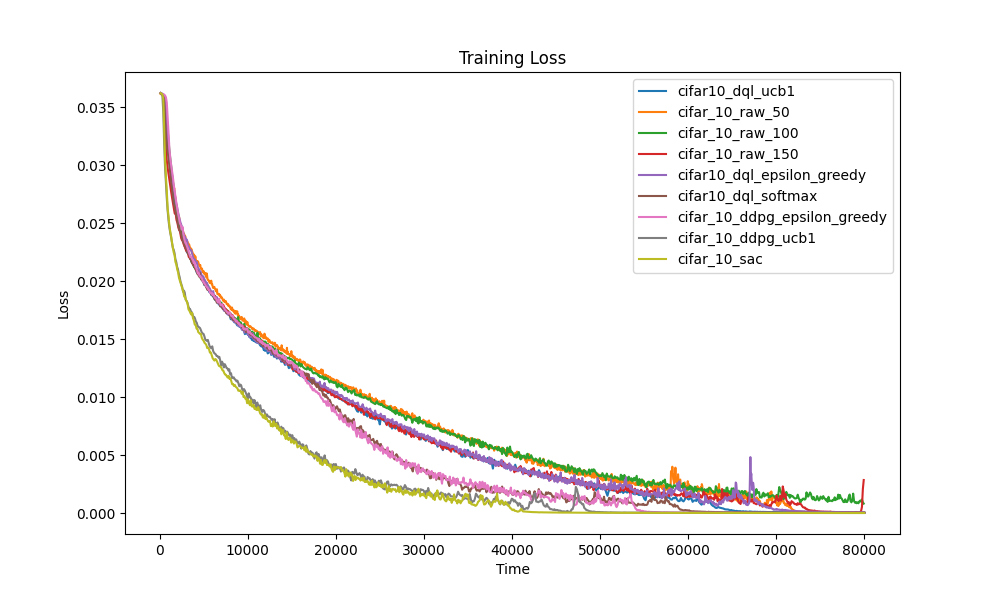 Training Loss
Loss
0.035
0.030
0.025
0.020
0.015
0.010
0.005
0.000
cifar10_dql_ucb1
cifar_10_raw_50
cifar_10_raw_100
cifar_10_raw_150
cifar10_dql_epsilon_greedy
cifar10_dql_softmax
cifar_10_ddpg_epsilon_greedy
cifar_10_ddpg_ucb1
cifar_10_sac
0 10000 20000 30000 40000 50000 60000 70000 80000
Time